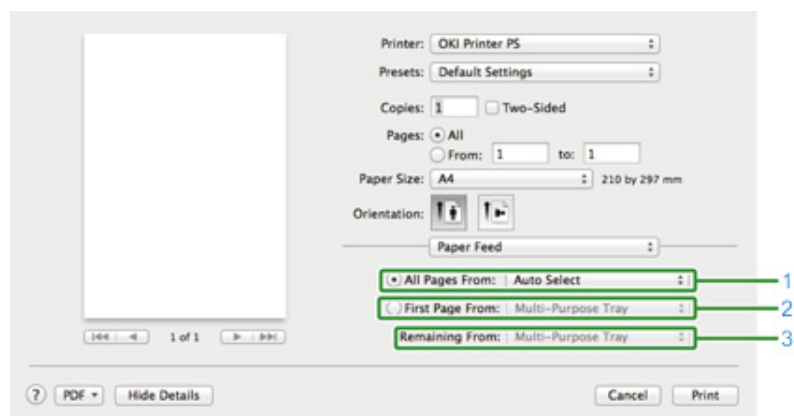 Printer: OKI Printer PS
Presets: Default Settings
Copies: 1 Two-Sided
Pages: All
From: 1 to: 1
Paper Size: A4 210 by 297 mm
Orientation:
Paper Feed
All Pages From: Auto Select 1
First Page From: Multi-Purpose Tray 2
Remaining From: Multi-Purpose Tray 3
1 of 1
? PDF Hide Details Cancel Print